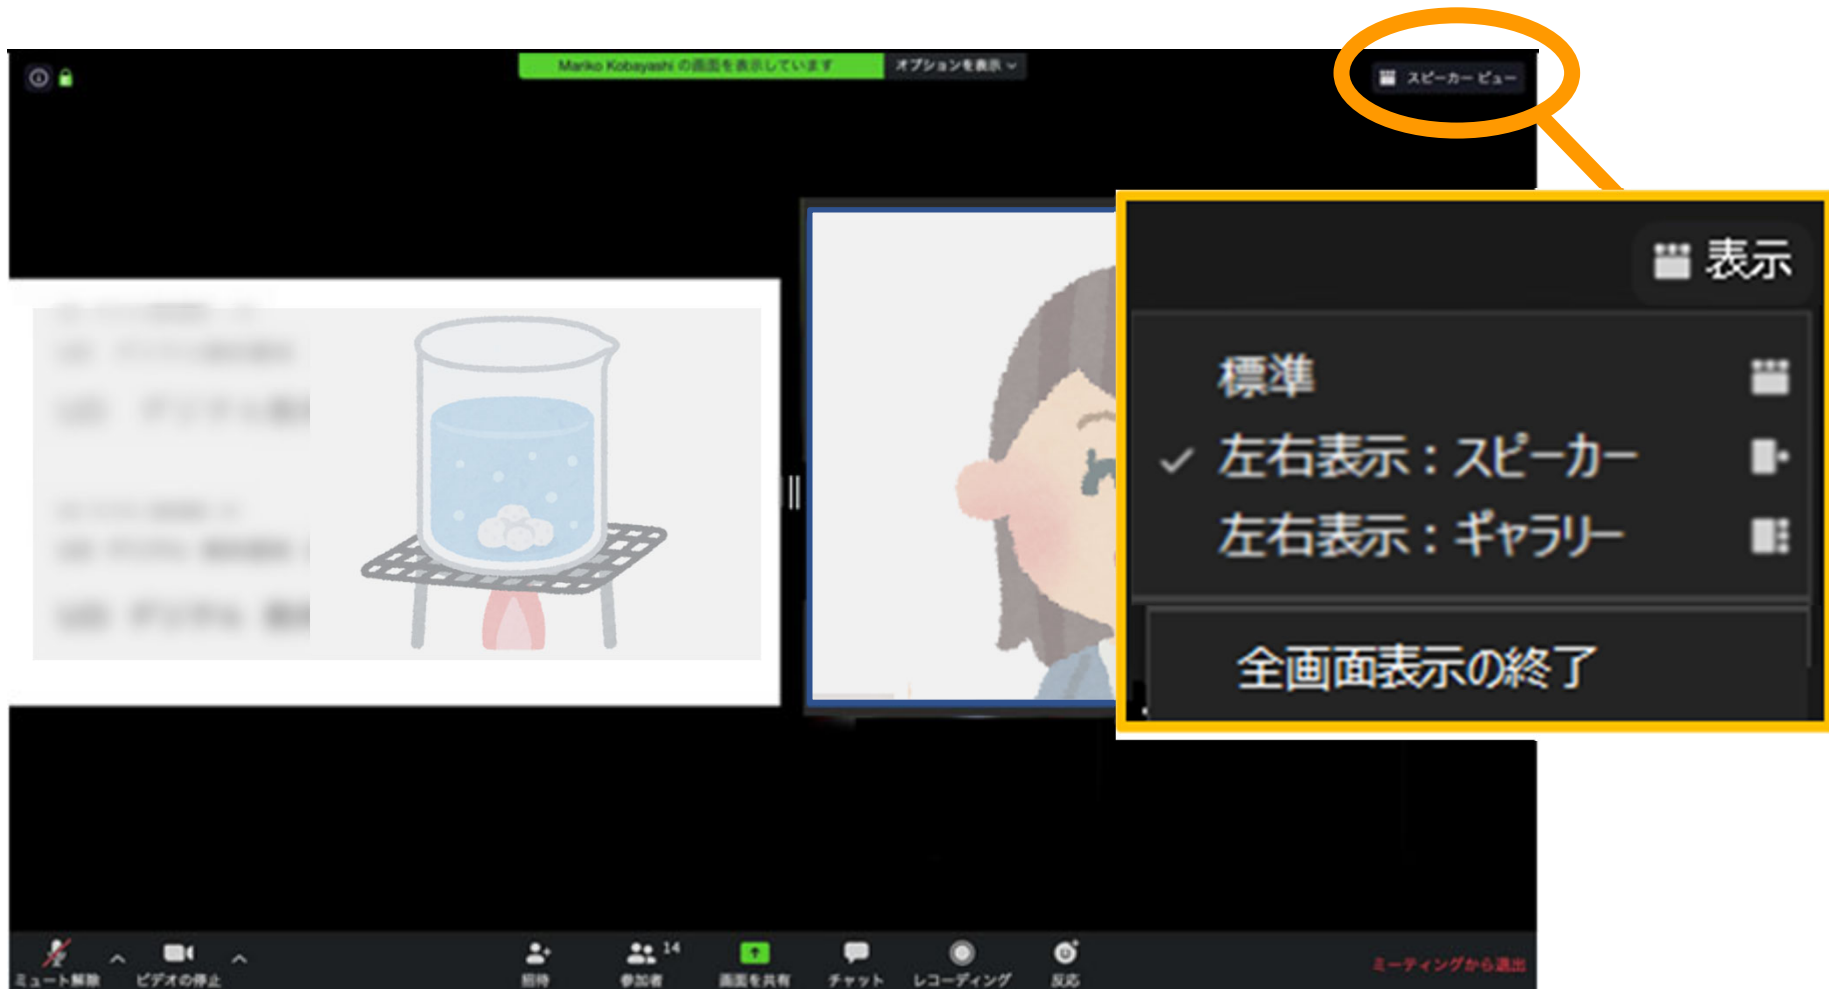 Mariko Kobayashi の画面を表示しています
オプションを表示
スピーカー ビュー
表示
標準
左右表示：スピーカー
左右表示：ギャラリー
全画面表示の終了
ミュート解除
ビデオの停止
招待
参加者
14
画面を共有
チャット
レコーディング
反応
ミーティングから退出